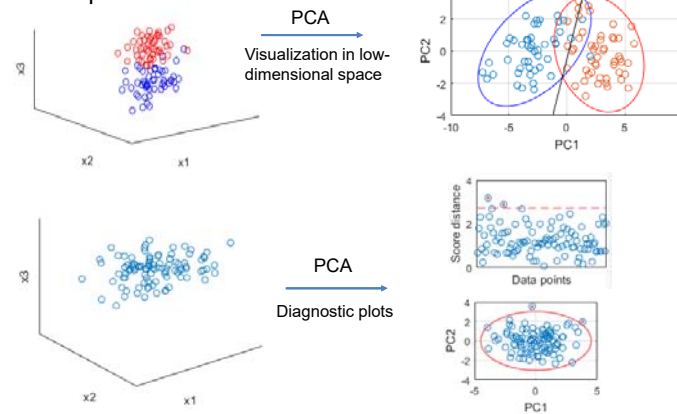 PCA
Visualization in low-
dimensional space
x3
x2
x1
PC2
2
0
-2
-4
-10
-5
0
5
PC1
x3
x2
x1
PCA
Diagnostic plots
Score distance
4
2
0
Data points
PC2
4
2
0
-2
-4
-5
0
5
PC1